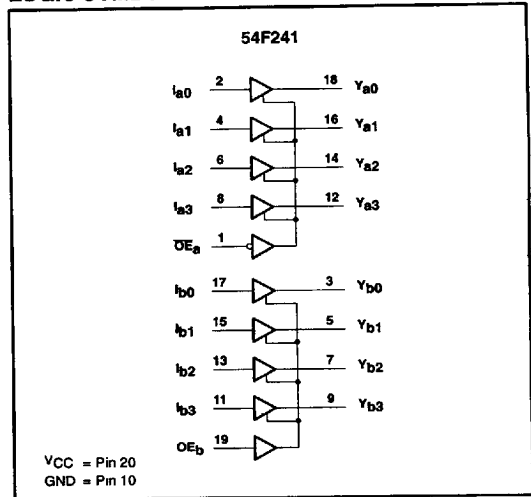 54F241
Ia0 2 18 Ya0
Ia1 4 16 Ya1
Ia2 6 14 Ya2
Ia3 8 12 Ya3
OEa 1
Ib0 17 3 Yb0
Ib1 15 5 Yb1
Ib2 13 7 Yb2
Ib3 11 9 Yb3
OEb 19
VCC = Pin 20
GND = Pin 10